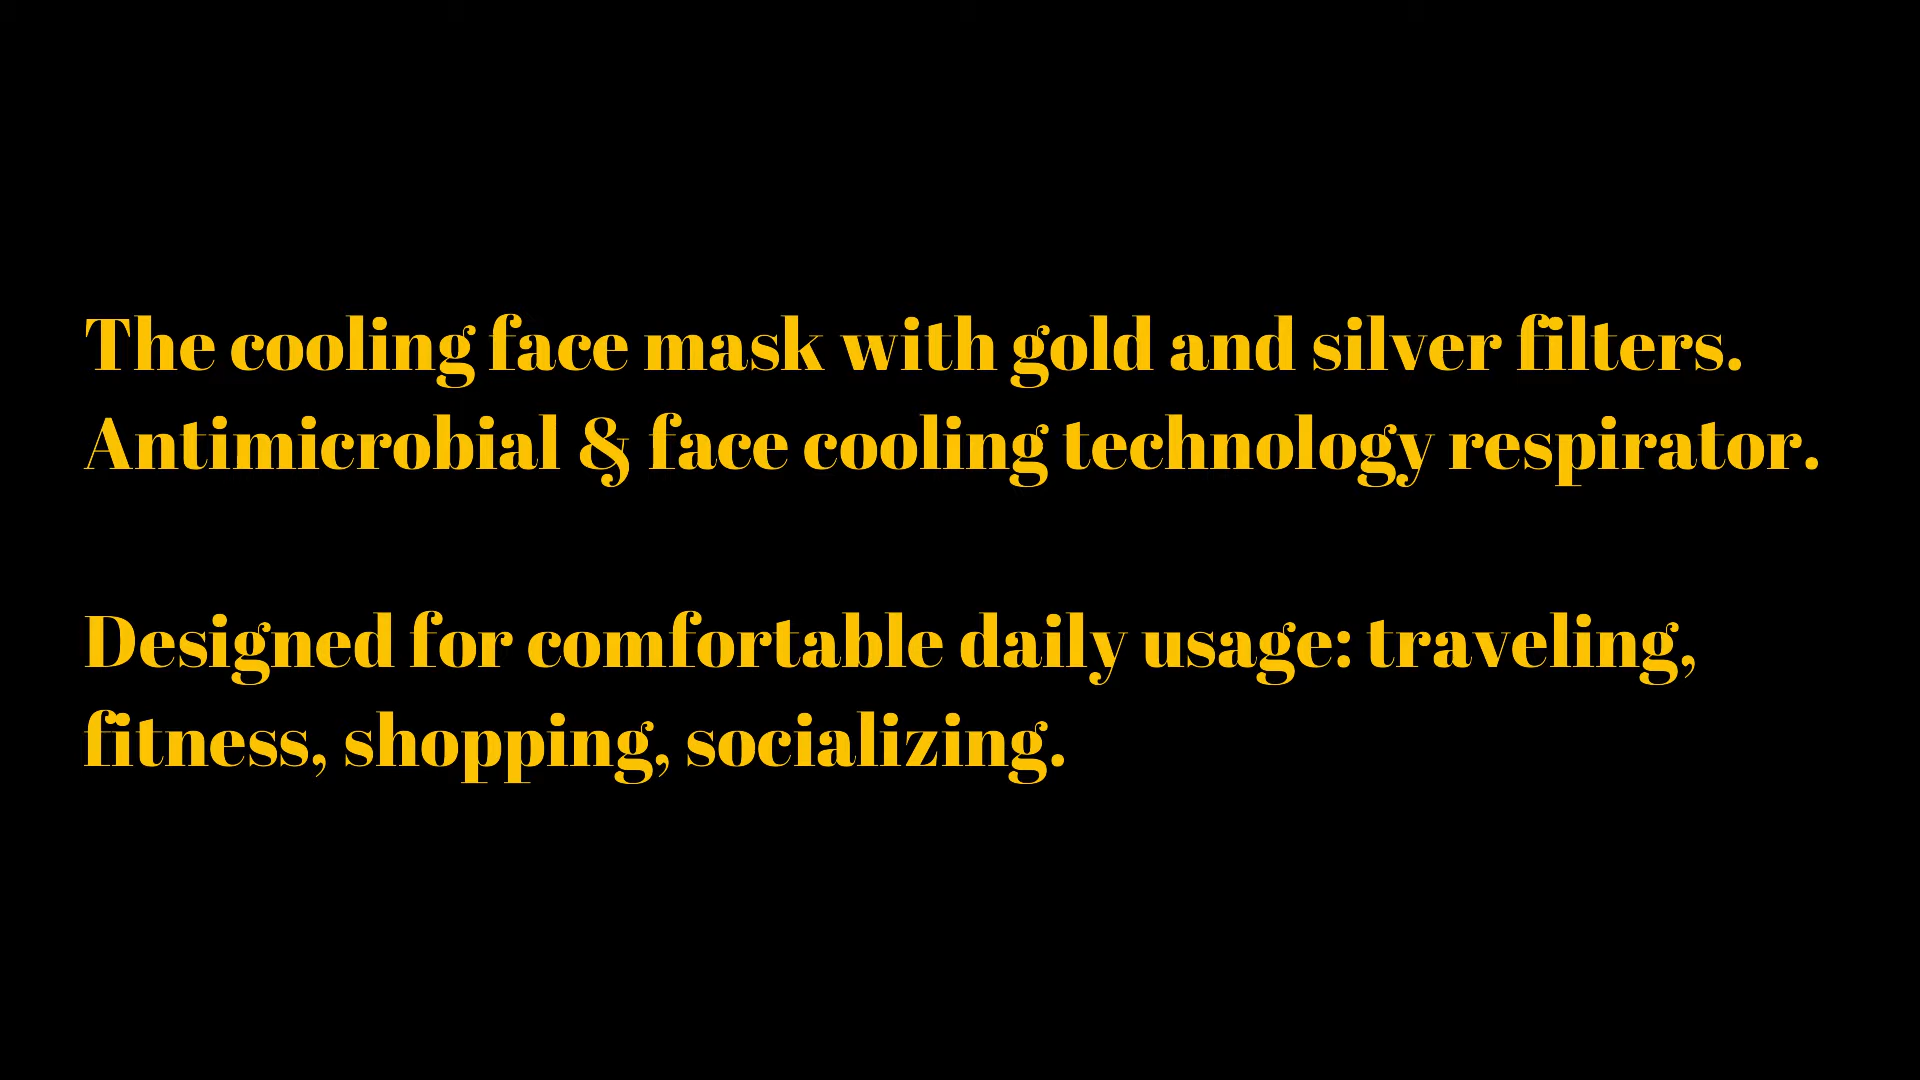 The cooling face mask with gold and silver filters.
Antimicrobial & face cooling technology respirator.
Designed for comfortable daily usage: traveling,
fitness, shopping, socializing.